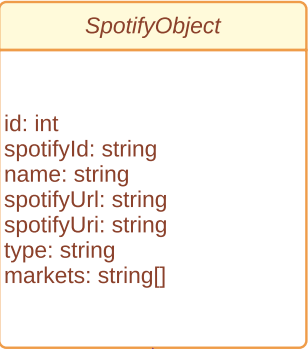 SpotifyObject
id: int
spotifyId: string
name: string
spotifyUrl: string
spotifyUri: string
type: string
markets: string[]